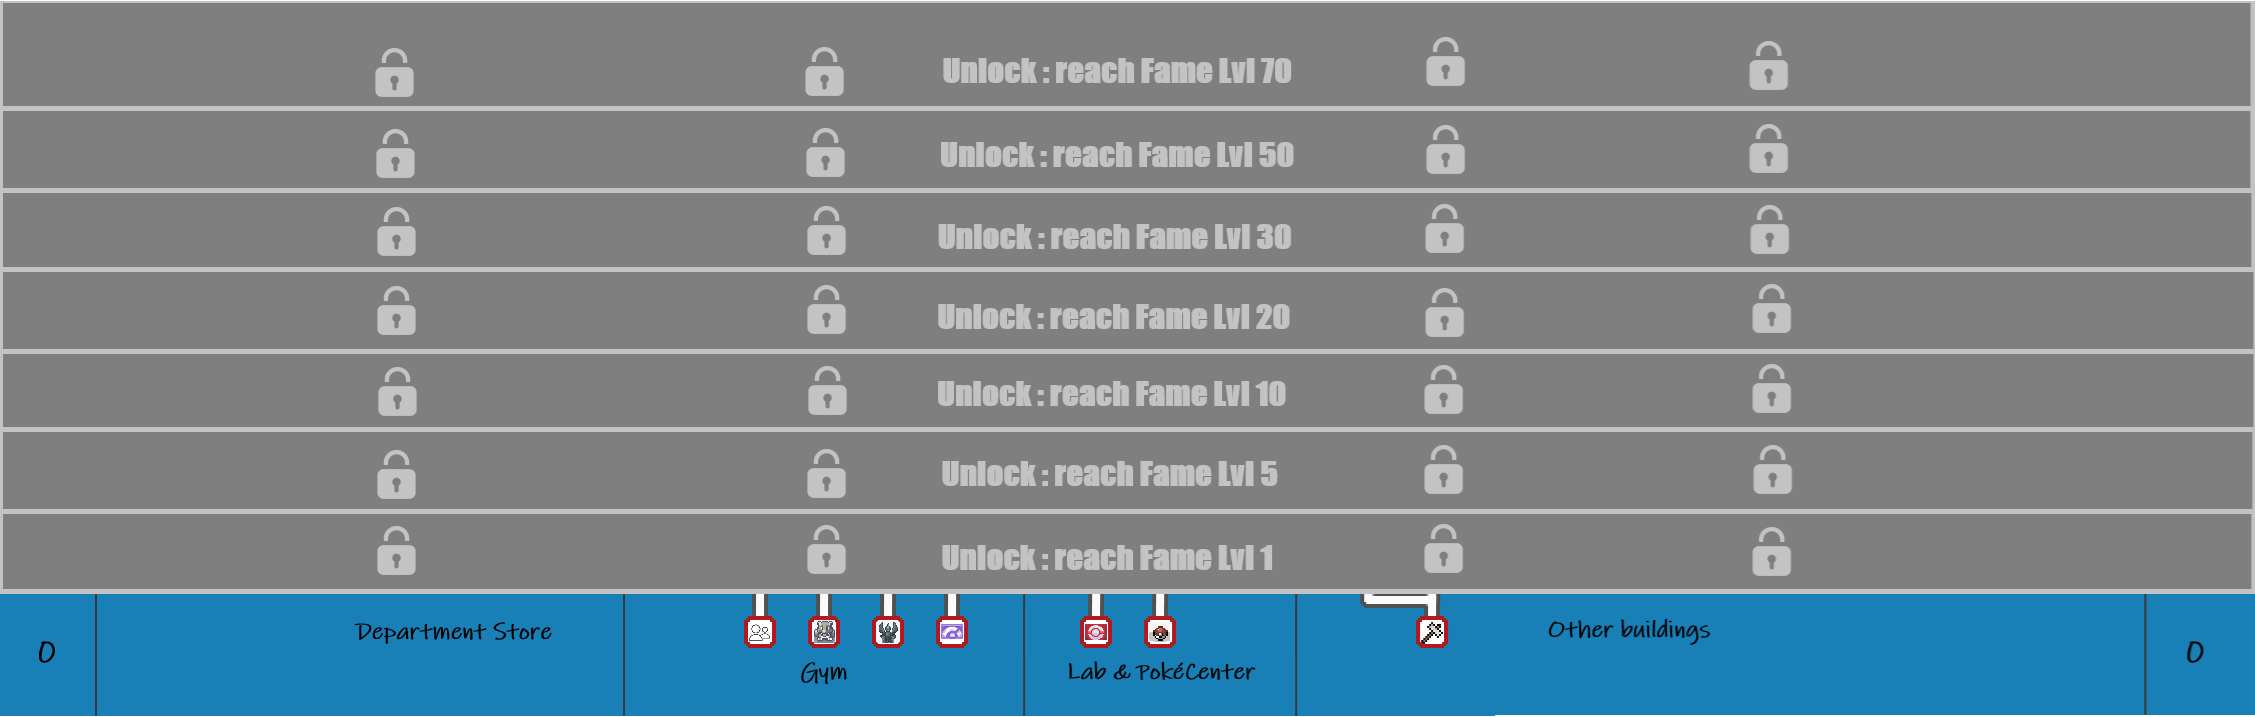 Unlock : reach Fame Lvl 70
Unlock : reach Fame Lvl 50
Unlock : reach Fame Lvl 30
Unlock : reach Fame Lvl 20
Unlock : reach Fame Lvl 10
Unlock : reach Fame Lvl 5
Unlock : reach Fame Lvl 1
0
Department Store
Gym
Lab & PokéCenter
Other buildings
0